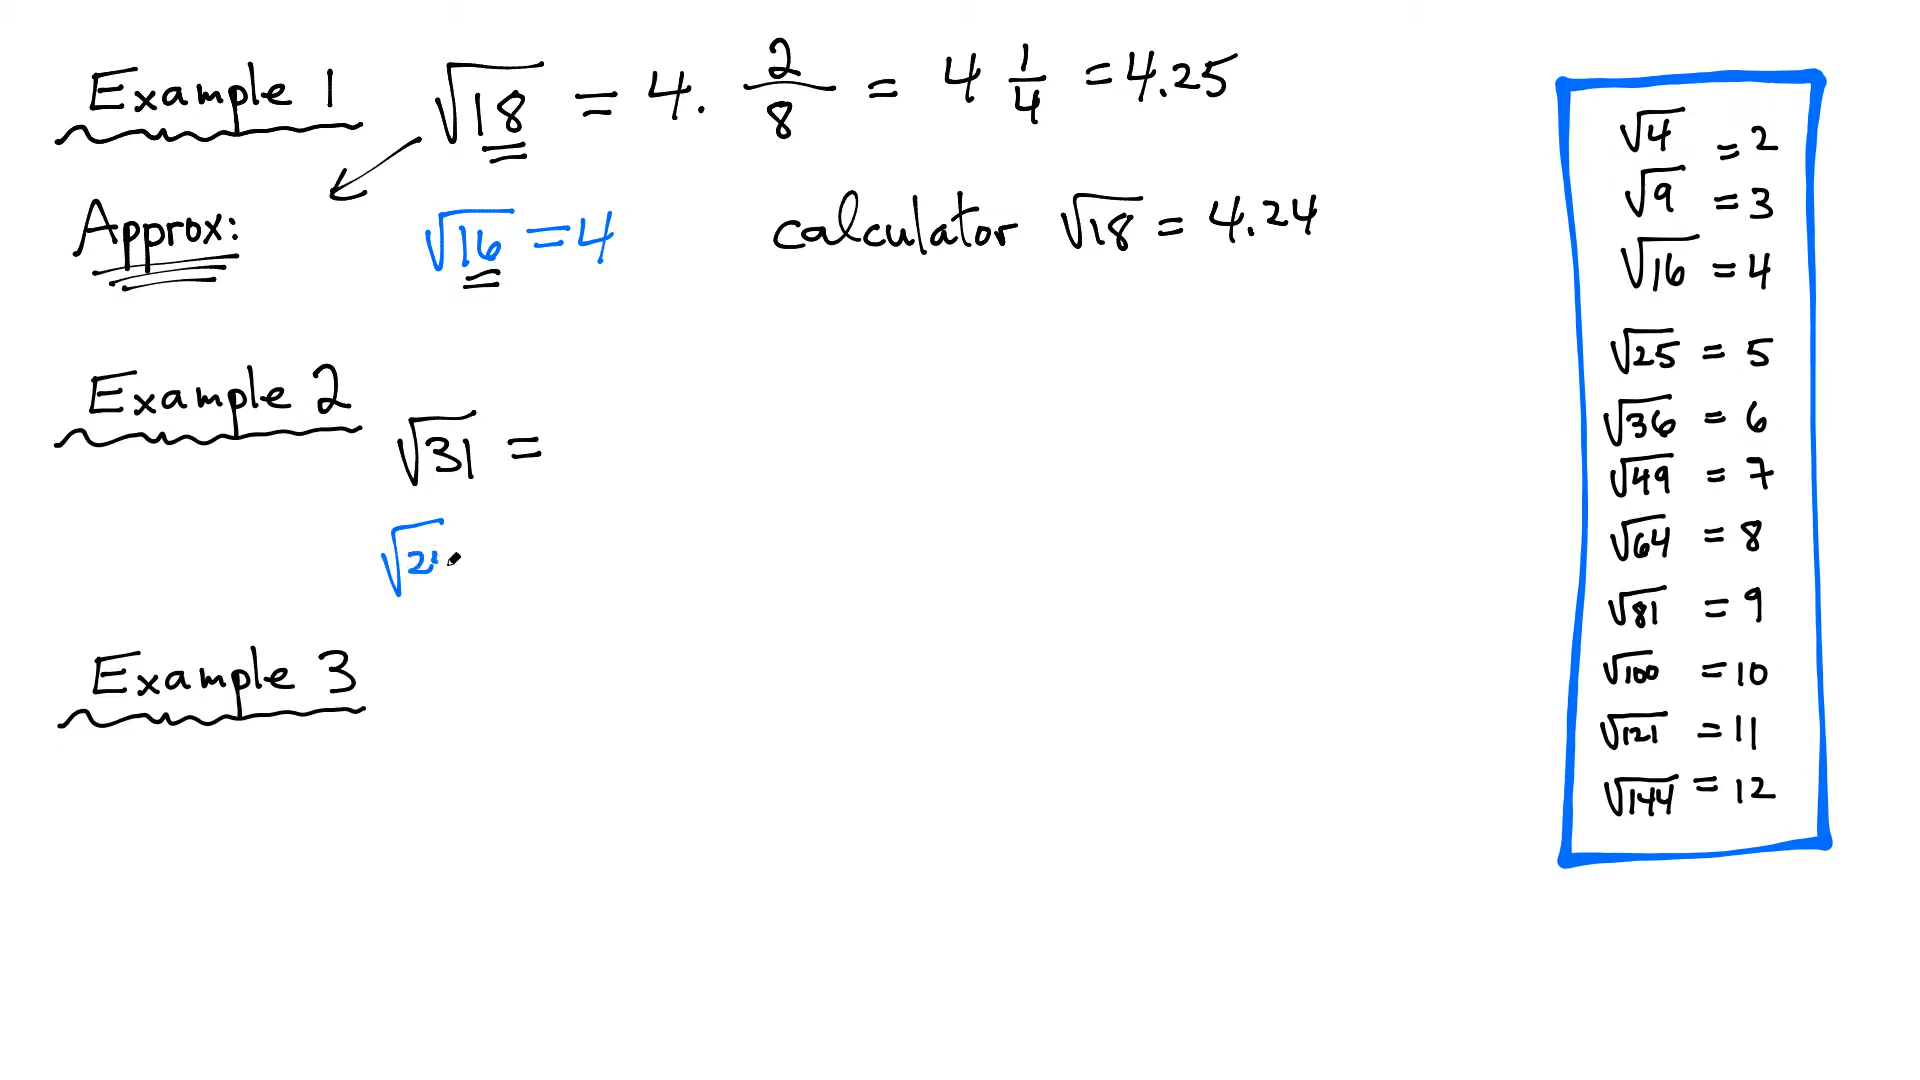 Example 1 √18 = 4. 2/8 = 4 1/4 = 4.25
Approx: √16 = 4 calculator √18 = 4.24
Example 2 √31 =
Example 3
√4 = 2
√9 = 3
√16 = 4
√25 = 5
√36 = 6
√49 = 7
√64 = 8
√81 = 9
√100 = 10
√121 = 11
√144 = 12